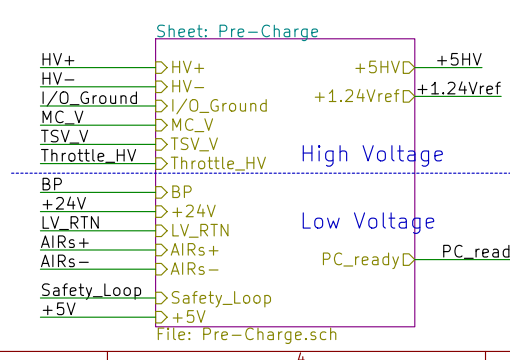 Sheet: Pre-Charge
HV+ HV+ +5HV +5HV
HV- HV- +1.24Vref +1.24Vref
I/O_Ground I/O_Ground
MC_V MC_V
TSV_V TSV_V
Throttle_HV Throttle_HV High Voltage
BP BP
+24V +24V Low Voltage
LV_RTN LV_RTN
AIRs+ AIRs+ PC_ready PC_read
AIRs- AIRs-
Safety_Loop Safety_Loop
+5V +5V
File: Pre-Charge.sch
4